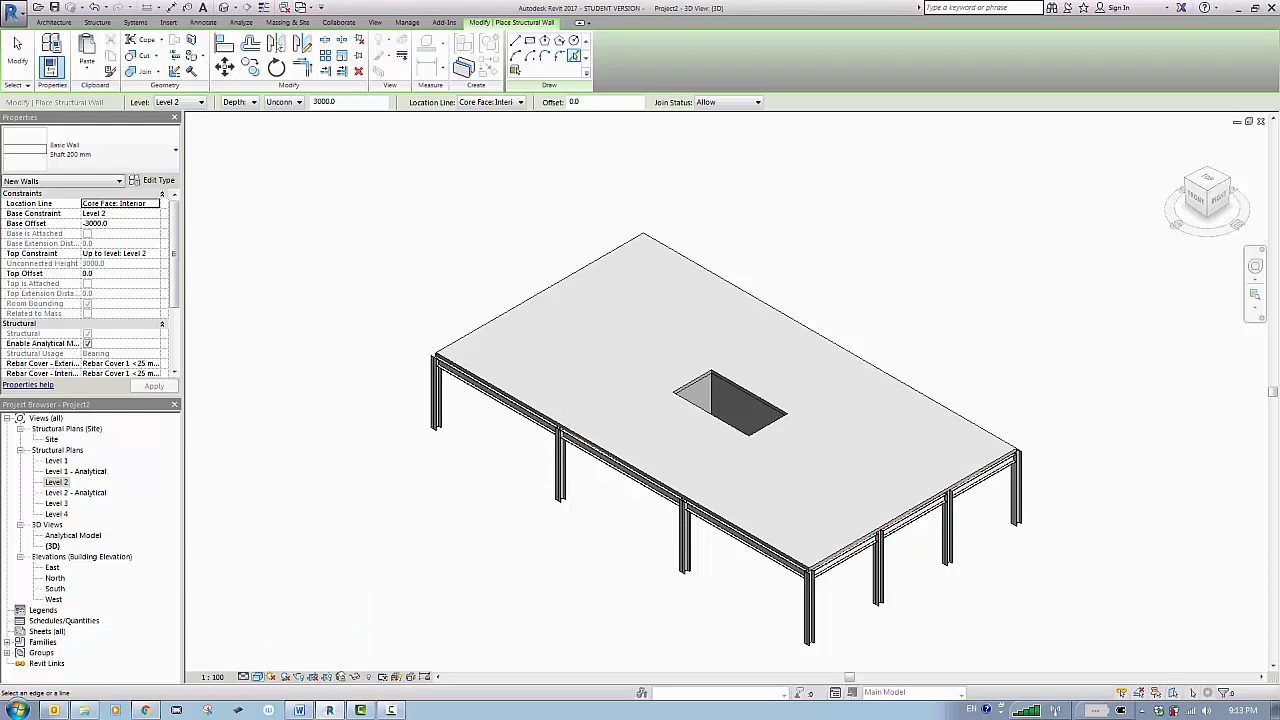 Autodesk Revit 2017 - STUDENT VERSION - Project2 - 3D View: {3D}
Type a keyword or phrase
Sign In
Architecture Structure Systems Insert Annotate Analyze Massing & Site Collaborate View Manage Add-Ins Modify | Place Structural Wall
Modify
Properties
Paste
Cope
Cut
Join
Select Properties Clipboard Geometry Modify View Measure Create Draw
Modify | Place Structural Wall Level: Level 2 Depth: Unconn 3000.0 Location Line: Core Face: Interi Offset: 0.0 Join Status: Allow
Properties
Basic Wall
Shaft 200 mm
New Walls Edit Type
Constraints
Location Line Core Face: Interior
Base Constraint Level 2
Base Offset -3000.0
Base is Attached
Base Extension Dist... 0.0
Top Constraint Up to level: Level 2
Unconnected Height 3000.0
Top Offset 0.0
Top is Attached
Top Extension Dista... 0.0
Room Bounding
Related to Mass
Structural
Structural
Enable Analytical M...
Structural Usage Bearing
Rebar Cover - Exteri... Rebar Cover 1 <25 m...
Rebar Cover - Interi... Rebar Cover 1 <25 m...
Properties help Apply
Project Browser - Project2
Views (all)
Structural Plans (Site)
Site
Structural Plans
Level 1
Level 1 - Analytical
Level 2
Level 2 - Analytical
Level 3
Level 4
3D Views
Analytical Model
{3D}
Elevations (Building Elevation)
East
North
South
West
Legends
Schedules/Quantities
Sheets (all)
Families
Groups
Revit Links
TOP
FRONT
RIGHT
1 : 100
Select an edge or a line
:0
Main Model
:0
EN
9:13 PM